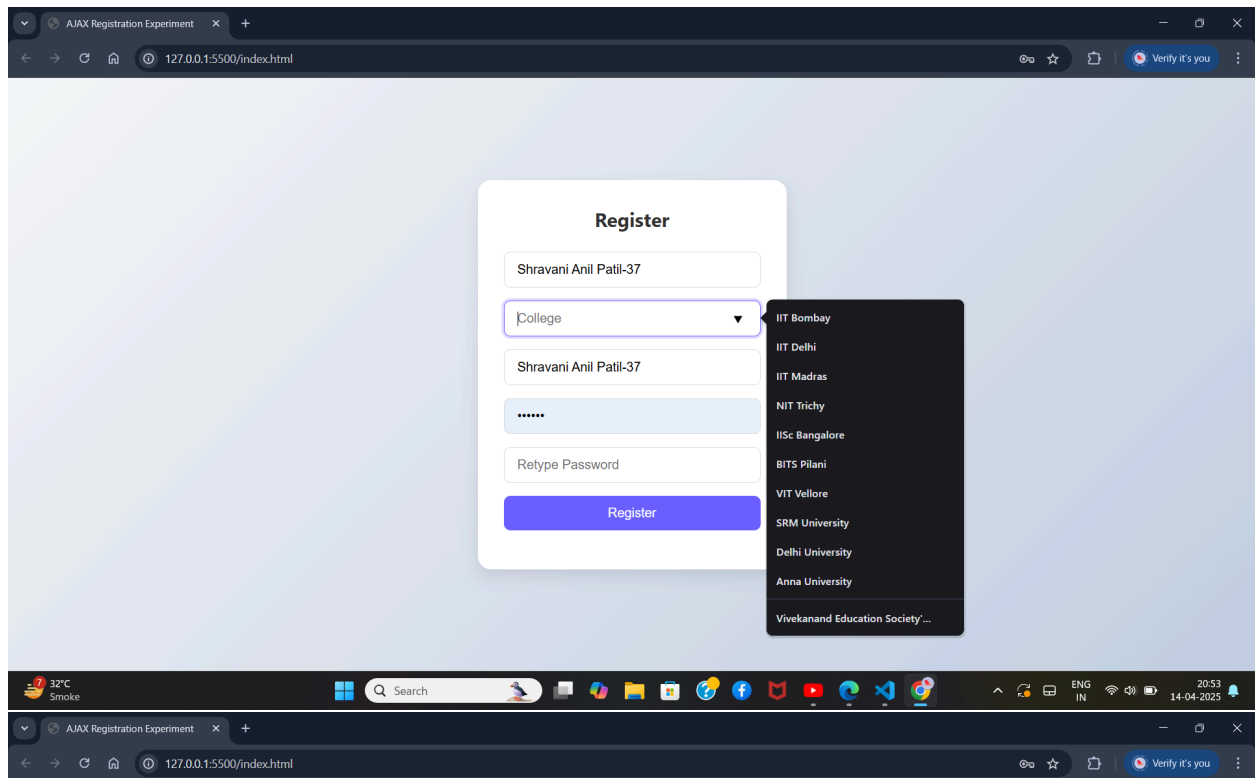 AJAX Registration Experiment
127.0.0.1:5500/index.html
Verify it's you
Register
Shravani Anil Patil-37
College
Shravani Anil Patil-37
••••••
Retype Password
Register
IIT Bombay
IIT Delhi
IIT Madras
NIT Trichy
IISc Bangalore
BITS Pilani
VIT Vellore
SRM University
Delhi University
Anna University
Vivekanand Education Society'...
7
32°C
Smoke
Search
ENG
IN
20:53
14-04-2025
AJAX Registration Experiment
127.0.0.1:5500/index.html
Verify it's you